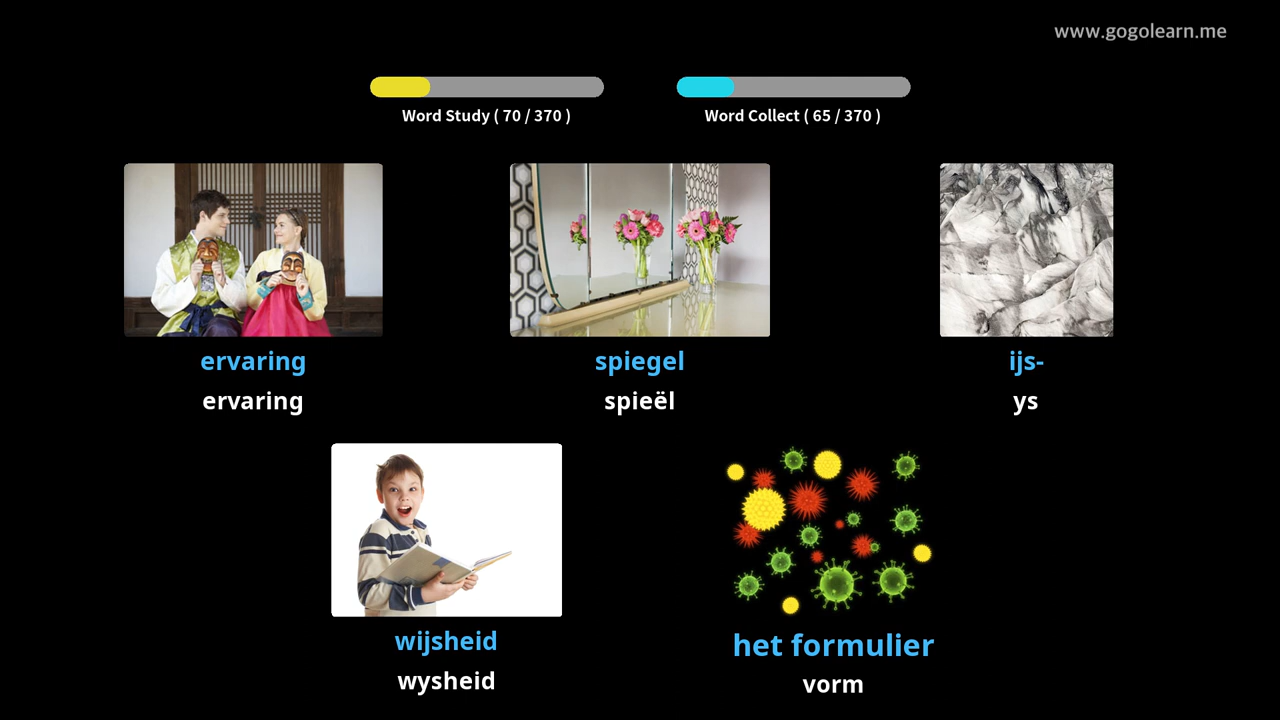 www.gogolearn.me
Word Study ( 70 / 370 )
Word Collect ( 65 / 370 )
ervaring
ervaring
spiegel
spieël
ijs-
ys
wijsheid
wysheid
het formulier
vorm